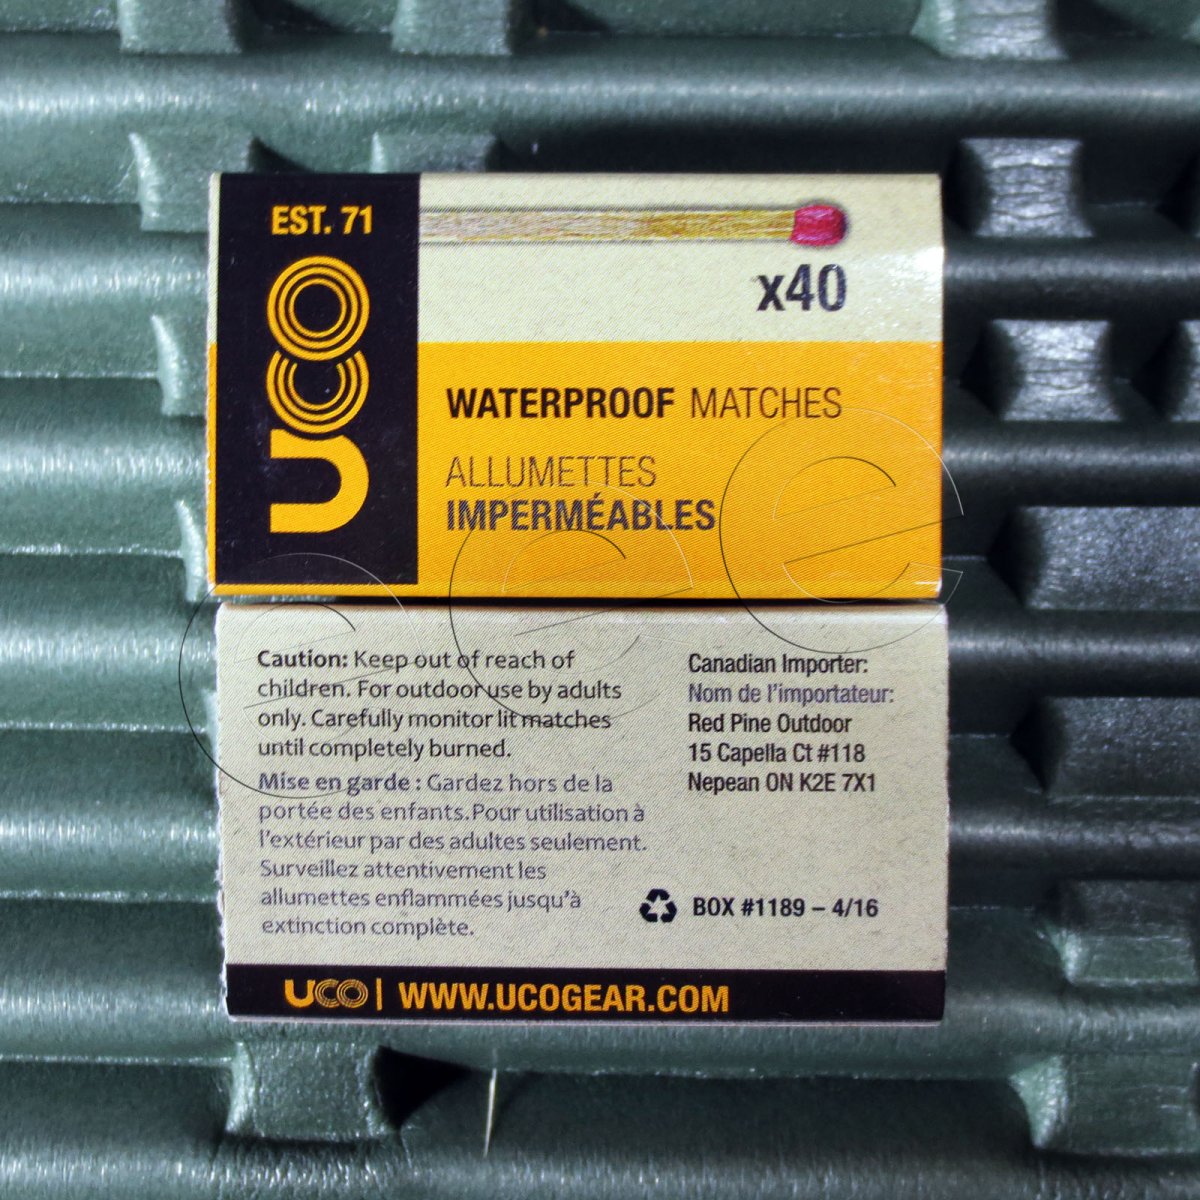 EST. 71
UCO
x40
WATERPROOF MATCHES
ALLUMETTES
IMPERMÉABLES
Caution: Keep out of reach of
children. For outdoor use by adults
only. Carefully monitor lit matches
until completely burned.
Mise en garde : Gardez hors de la
portée des enfants.Pour utilisation à
l'extérieur par des adultes seulement.
Surveillez attentivement les
allumettes enflammées jusqu'à
extinction complète.
Canadian Importer:
Nom de l'importateur:
Red Pine Outdoor
15 Capella Ct #118
Nepean ON K2E 7X1
BOX #1189 – 4/16
UCO | WWW.UCOGEAR.COM
eee